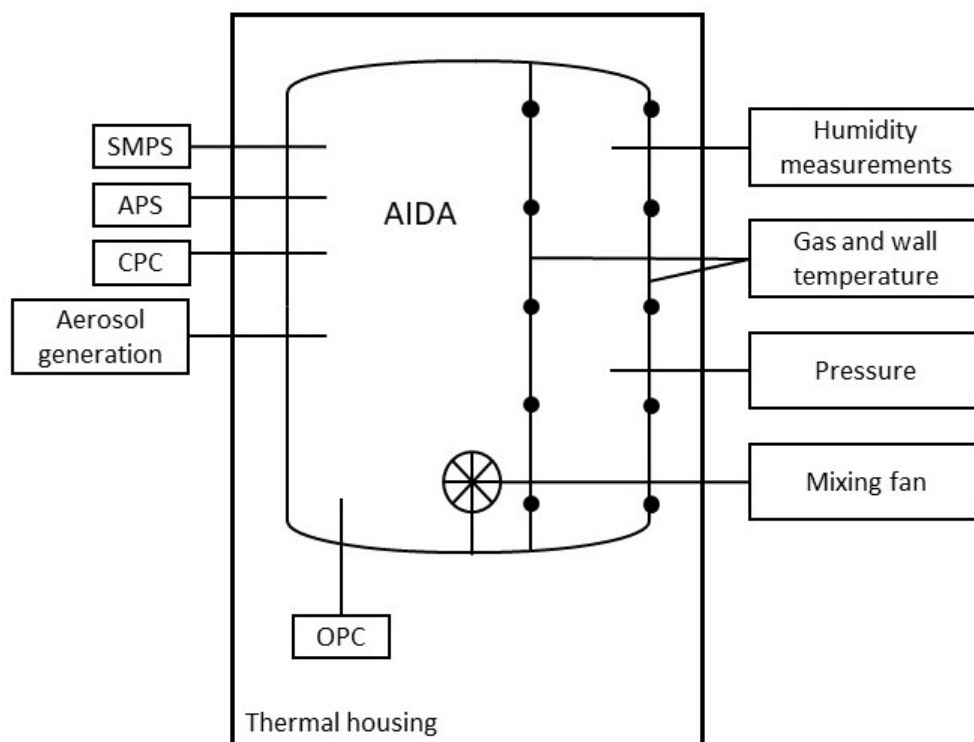 SMPS
APS
CPC
Aerosol
generation
AIDA
Humidity
measurements
Gas and wall
temperature
Pressure
Mixing fan
OPC
Thermal housing